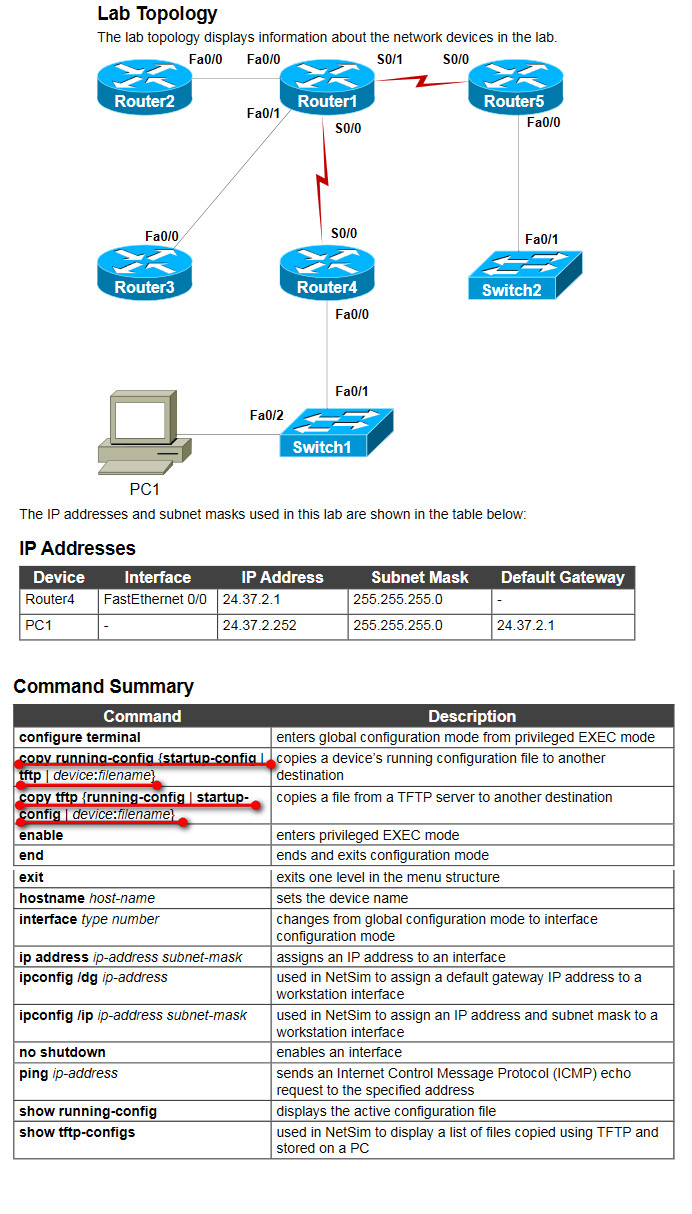 Lab Topology
The lab topology displays information about the network devices in the lab.
Fa0/0 Fa0/0 S0/1 S0/0
Router2 Router1 Router5
Fa0/1 S0/0 Fa0/0
Fa0/0 S0/0 Fa0/1
Router3 Router4 Switch2
Fa0/0
Fa0/1
Fa0/2
Switch1
PC1
The IP addresses and subnet masks used in this lab are shown in the table below:
IP Addresses
Device Interface IP Address Subnet Mask Default Gateway
Router4 FastEthernet 0/0 24.37.2.1 255.255.255.0 -
PC1 - 24.37.2.252 255.255.255.0 24.37.2.1
Command Summary
Command Description
configure terminal enters global configuration mode from privileged EXEC mode
copy running-config {startup-config | copies a device's running configuration file to another
tftp | device:filename} destination
copy tftp {running-config | startup- copies a file from a TFTP server to another destination
config | device:filename}
enable enters privileged EXEC mode
end ends and exits configuration mode
exit exits one level in the menu structure
hostname host-name sets the device name
interface type number changes from global configuration mode to interface
configuration mode
ip address ip-address subnet-mask assigns an IP address to an interface
ipconfig /dg ip-address used in NetSim to assign a default gateway IP address to a
workstation interface
ipconfig /ip ip-address subnet-mask used in NetSim to assign an IP address and subnet mask to a
workstation interface
no shutdown enables an interface
ping ip-address sends an Internet Control Message Protocol (ICMP) echo
request to the specified address
show running-config displays the active configuration file
show tftp-configs used in NetSim to display a list of files copied using TFTP and
stored on a PC